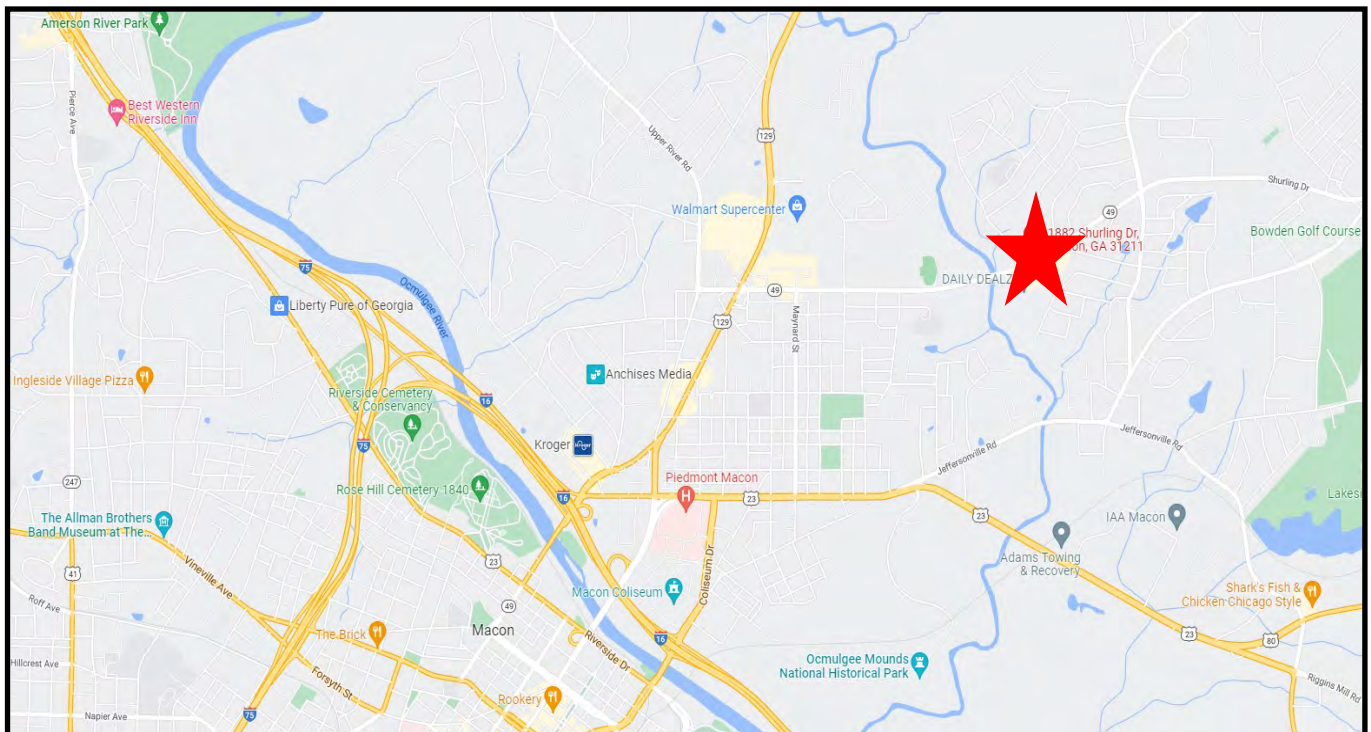 Amerson River Park
Pierce Ave
Best Western
Riverside Inn
Upper River Rd
129
Walmart Supercenter
Shurling Dr
49
1882 Shurling Dr,
GA 31211
Bowden Golf Course
75
Ocmulgee River
DAILY DEALZ
49
Liberty Pure of Georgia
Maynard St
129
Ingleside Village Pizza
Anchises Media
Riverside Cemetery
& Conservancy
16
75
Kroger
Kroger
Jeffersonville Rd
Jeffersonville Rd
247
Rose Hill Cemetery 1840
16
Piedmont Macon
H
23
23
The Allman Brothers
Band Museum at The...
IAA Macon
Adams Towing
& Recovery
23
41
Vineville Ave
Roff Ave
Macon Coliseum
Coliseum Dr
Shark's Fish &
Chicken Chicago Style
49
Macon
The Brick
16
Riverside Dr
23
80
Hillcrest Ave
Ocmulgee Mounds
National Historical Park
Forsyth St
Rookery
Riggins Mill Rd
Napier Ave
75